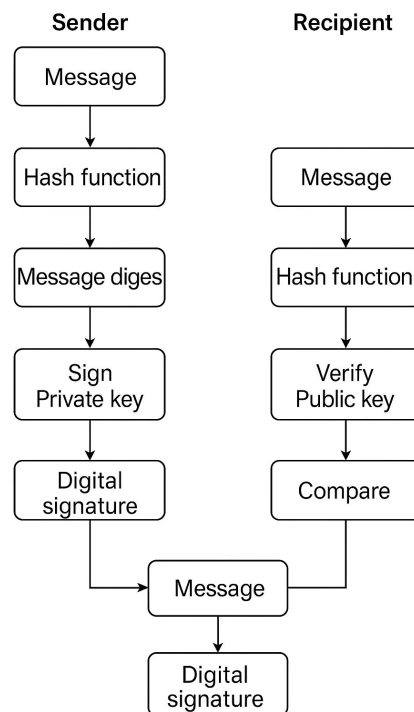 Sender
Message
Hash function
Message diges
Sign
Private key
Digital
signature
Recipient
Message
Hash function
Verify
Public key
Compare
Message
Digital
signature